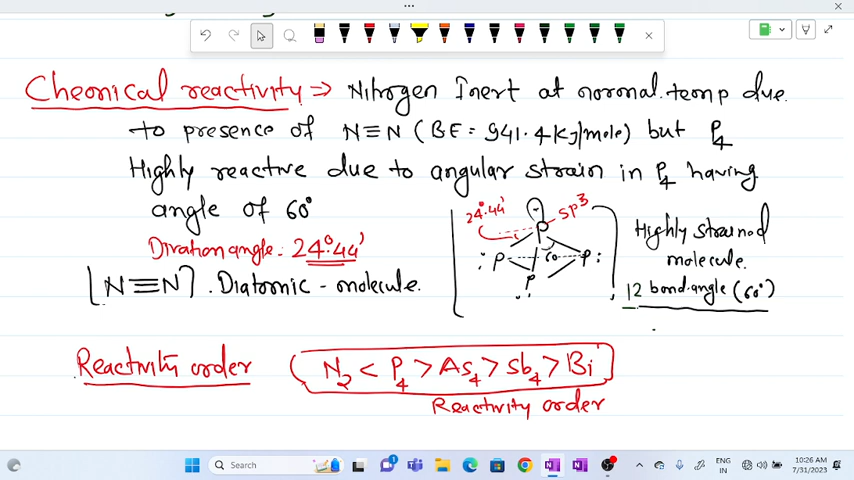 Chemical reactivity ⇒ Nitrogen Inert at normal.temp due
to presence of N≡N (BE = 941.4 KJ/mole) but P4
Highly reactive due to angular strain in P4 having
angle of 60°
24°.44'
SP3
P
P
60
P:
P
Highly strained
molecule.
12 bond angle (60°)
Diration angle : 24°.44'
[N≡N]. Diatomic - molecule.
Reactivity order
N2 < P4 > As4 > Sb4 > Bi
Reactivity order
Search
1
ENG
IN
10:26 AM
7/31/2023